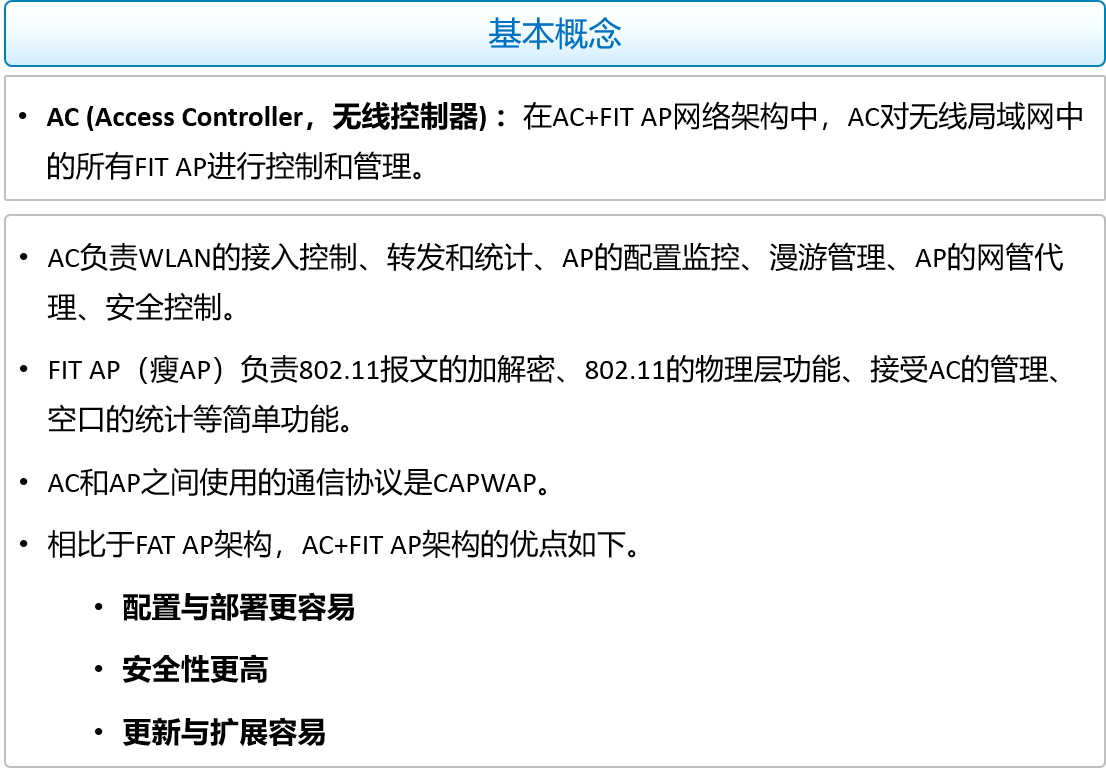 基本概念
• AC (Access Controller，无线控制器) ：在AC+FIT AP网络架构中，AC对无线局域网中
的所有FIT AP进行控制和管理。
• AC负责WLAN的接入控制、转发和统计、AP的配置监控、漫游管理、AP的网管代
理、安全控制。
• FIT AP（瘦AP）负责802.11报文的加解密、802.11的物理层功能、接受AC的管理、
空口的统计等简单功能。
• AC和AP之间使用的通信协议是CAPWAP。
• 相比于FAT AP架构，AC+FIT AP架构的优点如下。
• 配置与部署更容易
• 安全性更高
• 更新与扩展容易